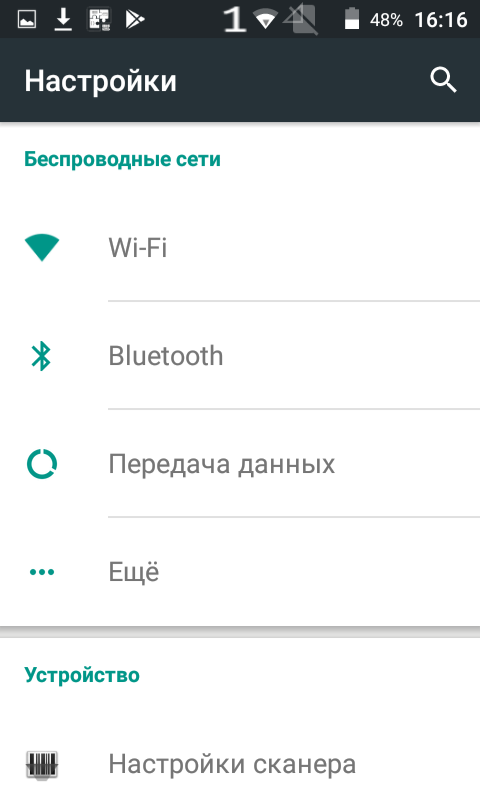 1 48% 16:16
Настройки
Беспроводные сети
Wi-Fi
Bluetooth
Передача данных
Ещё
Устройство
Настройки сканера